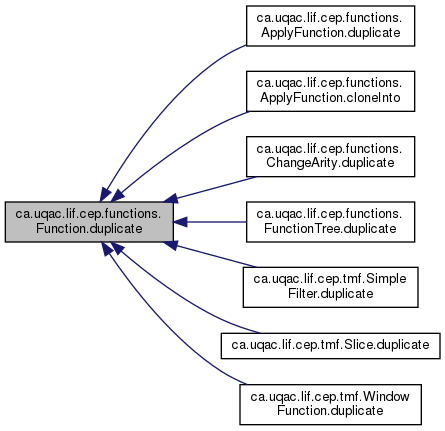 ca.uqac.lif.cep.functions.
Function.duplicate
ca.uqac.lif.cep.functions.
ApplyFunction.duplicate
ca.uqac.lif.cep.functions.
ApplyFunction.cloneInto
ca.uqac.lif.cep.functions.
ChangeArity.duplicate
ca.uqac.lif.cep.functions.
FunctionTree.duplicate
ca.uqac.lif.cep.tmf.Simple
Filter.duplicate
ca.uqac.lif.cep.tmf.Slice.duplicate
ca.uqac.lif.cep.tmf.Window
Function.duplicate